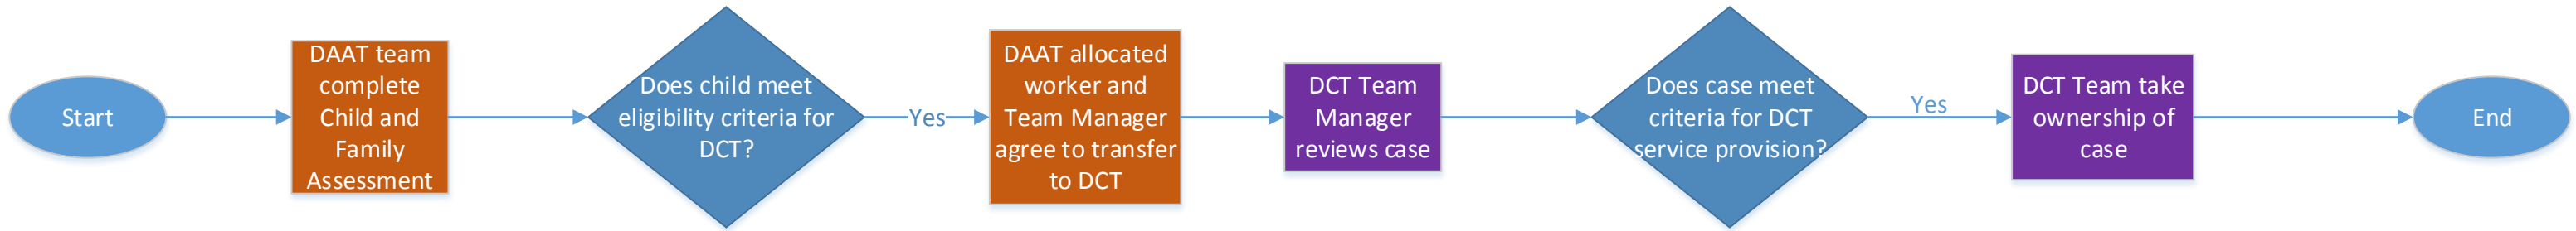 Start
DAAT team
complete
Child and
Family
Assessment
Does child meet
eligibility criteria for
DCT?
Yes
DAAT allocated
worker and
Team Manager
agree to transfer
to DCT
DCT Team
Manager
reviews case
Does case meet
criteria for DCT
service provision?
Yes
DCT Team take
ownership of
case
End